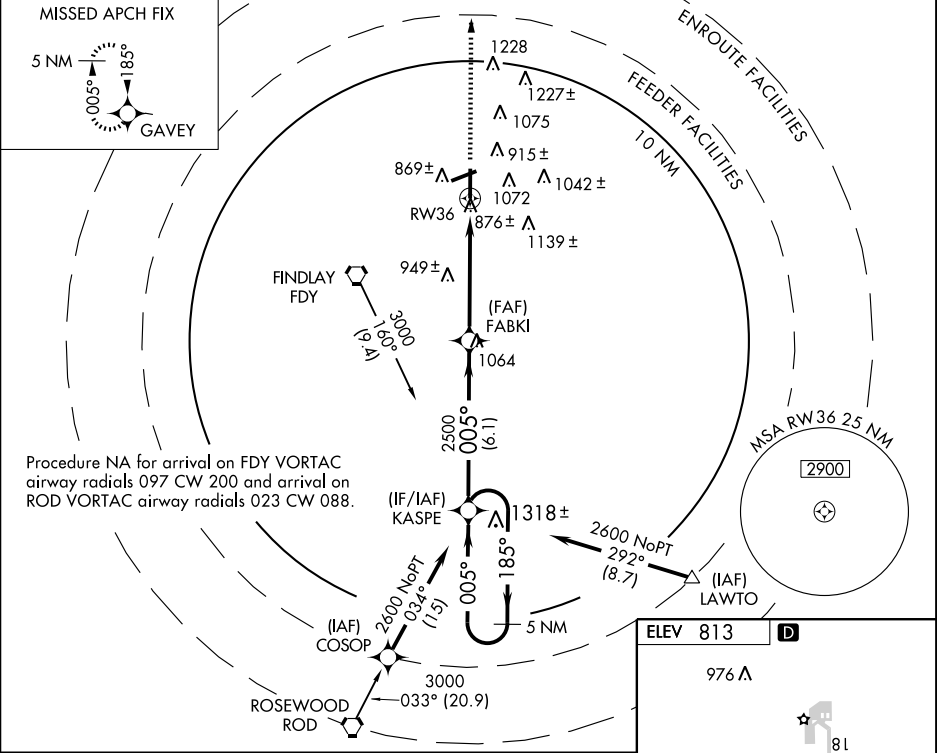 MISSED APCH FIX
5 NM
185°
005°
GAVEY
ENROUTE FACILITIES
FEEDER FACILITIES
10 NM
1228
1227±
1075
915±
869±
1072
1042±
RW36
876±
1139±
949±
FINDLAY
FDY
3000
160°
(9.4)
(FAF)
FABKI
1064
2500
005°
(6.1)
MSA RW36 25 NM
2900
Procedure NA for arrival on FDY VORTAC
airway radials 097 CW 200 and arrival on
ROD VORTAC airway radials 023 CW 088.
(IF/IAF)
KASPE
1318±
2600 NoPT
292°
(8.7)
(IAF)
LAWTO
005°
185°
5 NM
2600 NoPT
034°
(15)
(IAF)
COSOP
3000
033° (20.9)
ROSEWOOD
ROD
ELEV 813
D
976
18L